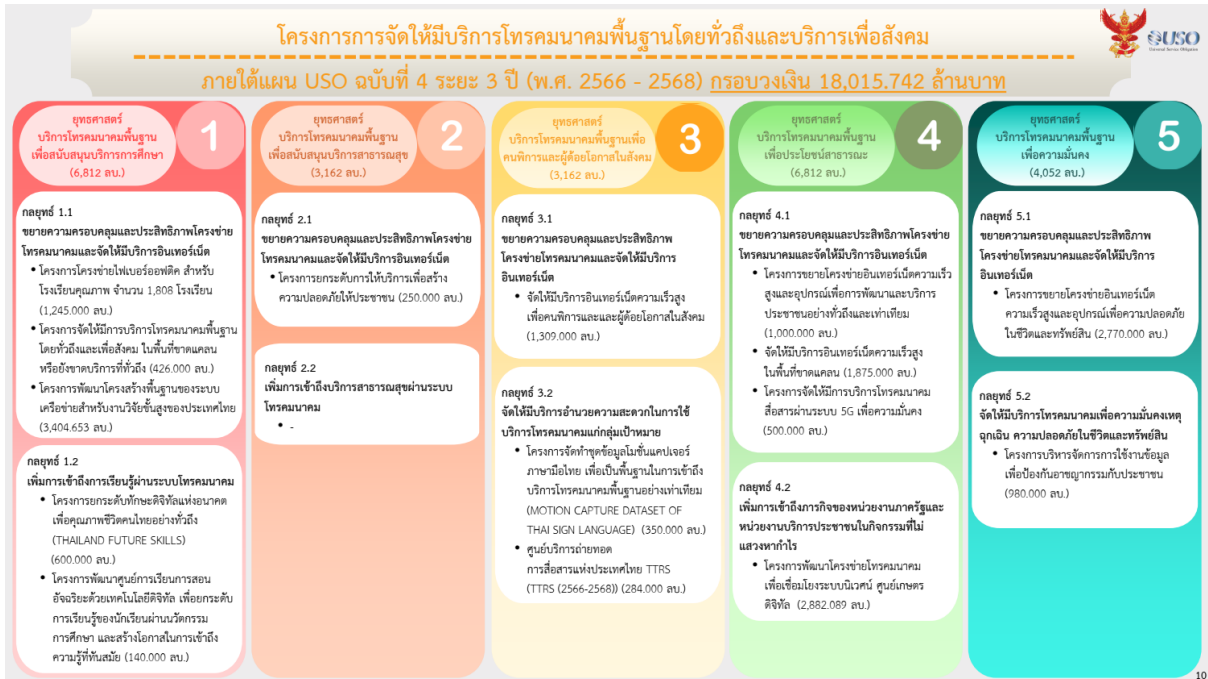 โครงการการจัดให้มีบริการโทรคมนาคมพื้นฐานโดยทั่วถึงและบริการเพื่อสังคม
ภายใต้แผน USO ฉบับที่ 4 ระยะ 3 ปี (พ.ศ. 2566 - 2568) กรอบวงเงิน 18,015.742 ล้านบาท
USO
ยุทธศาสตร์
บริการโทรคมนาคมพื้นฐาน
เพื่อสนับสนุนบริการการศึกษา
(6,812 ลบ.)
1
กลยุทธ์ 1.1
ขยายความครอบคลุมและประสิทธิภาพโครงข่าย
โทรคมนาคมและจัดให้มีบริการอินเทอร์เน็ต
• โครงการโครงข่ายไฟเบอร์ออฟติค สำหรับ
โรงเรียนคุณภาพ จำนวน 1,808 โรงเรียน
(1,245.000 ลบ.)
• โครงการจัดให้มีการบริการโทรคมนาคมพื้นฐาน
โดยทั่วถึงและเพื่อสังคม ในพื้นที่ขาดแคลน
หรือยังขาดบริการที่ทั่วถึง (426.000 ลบ.)
• โครงการพัฒนาโครงสร้างพื้นฐานของระบบ
เครือข่ายสำหรับงานวิจัยขั้นสูงของประเทศไทย
(3,404.653 ลบ.)
กลยุทธ์ 1.2
เพิ่มการเข้าถึงการเรียนรู้ผ่านระบบโทรคมนาคม
• โครงการยกระดับทักษะดิจิทัลแห่งอนาคต
เพื่อคุณภาพชีวิตคนไทยอย่างทั่วถึง
(THAILAND FUTURE SKILLS)
(600.000 ลบ.)
• โครงการพัฒนาศูนย์การเรียนการสอน
อัจฉริยะด้วยเทคโนโลยีดิจิทัล เพื่อยกระดับ
การเรียนรู้ของนักเรียนผ่านนวัตกรรม
การศึกษา และสร้างโอกาสในการเข้าถึง
ความรู้ที่ทันสมัย (140.000 ลบ.)
ยุทธศาสตร์
บริการโทรคมนาคมพื้นฐาน
เพื่อสนับสนุนบริการสาธารณสุข
(3,162 ลบ.)
2
กลยุทธ์ 2.1
ขยายความครอบคลุมและประสิทธิภาพโครงข่าย
โทรคมนาคมและจัดให้มีบริการอินเทอร์เน็ต
• โครงการยกระดับการให้บริการเพื่อสร้าง
ความปลอดภัยให้ประชาชน (250.000 ลบ.)
กลยุทธ์ 2.2
เพิ่มการเข้าถึงบริการสาธารณสุขผ่านระบบ
โทรคมนาคม
• -
ยุทธศาสตร์
บริการโทรคมนาคมพื้นฐานเพื่อ
คนพิการและผู้ด้อยโอกาสในสังคม
(3,162 ลบ.)
3
กลยุทธ์ 3.1
ขยายความครอบคลุมและประสิทธิภาพ
โครงข่ายโทรคมนาคมและจัดให้มีบริการ
อินเทอร์เน็ต
• จัดให้มีบริการอินเทอร์เน็ตความเร็วสูง
เพื่อคนพิการและและผู้ด้อยโอกาสในสังคม
(1,309.000 ลบ.)
กลยุทธ์ 3.2
จัดให้มีบริการอำนวยความสะดวกในการใช้
บริการโทรคมนาคมแก่กลุ่มเป้าหมาย
• โครงการจัดทำชุดข้อมูลโมชั่นแคปเจอร์
ภาษามือไทย เพื่อเป็นพื้นฐานในการเข้าถึง
บริการโทรคมนาคมพื้นฐานอย่างเท่าเทียม
(MOTION CAPTURE DATASET OF
THAI SIGN LANGUAGE) (350.000 ลบ.)
• ศูนย์บริการถ่ายทอด
การสื่อสารแห่งประเทศไทย TTRS
(TTRS (2566-2568)) (284.000 ลบ.)
ยุทธศาสตร์
บริการโทรคมนาคมพื้นฐาน
เพื่อประโยชน์สาธารณะ
(6,812 ลบ.)
4
กลยุทธ์ 4.1
ขยายความครอบคลุมและประสิทธิภาพโครงข่าย
โทรคมนาคมและจัดให้มีบริการอินเทอร์เน็ต
• โครงการขยายโครงข่ายอินเทอร์เน็ตความเร็ว
สูงและอุปกรณ์เพื่อการพัฒนาและบริการ
ประชาชนอย่างทั่วถึงและเท่าเทียม
(1,000.000 ลบ.)
• จัดให้มีบริการอินเทอร์เน็ตความเร็วสูง
ในพื้นที่ขาดแคลน (1,875.000 ลบ.)
• โครงการจัดให้มีการบริการโทรคมนาคม
สื่อสารผ่านระบบ 5G เพื่อความมั่นคง
(500.000 ลบ.)
กลยุทธ์ 4.2
เพิ่มการเข้าถึงภารกิจของหน่วยงานภาครัฐและ
หน่วยงานบริการประชาชนในกิจกรรมที่ไม่
แสวงหากำไร
• โครงการพัฒนาโครงข่ายโทรคมนาคม
เพื่อเชื่อมโยงระบบนิเวศน์ ศูนย์เกษตร
ดิจิทัล (2,882.089 ลบ.)
ยุทธศาสตร์
บริการโทรคมนาคมพื้นฐาน
เพื่อความมั่นคง
(4,052 ลบ.)
5
กลยุทธ์ 5.1
ขยายความครอบคลุมและประสิทธิภาพ
โครงข่ายโทรคมนาคมและจัดให้มีบริการ
อินเทอร์เน็ต
• โครงการขยายโครงข่ายอินเทอร์เน็ต
ความเร็วสูงและอุปกรณ์เพื่อความปลอดภัย
ในชีวิตและทรัพย์สิน (2,770.000 ลบ.)
กลยุทธ์ 5.2
จัดให้มีบริการโทรคมนาคมเพื่อความมั่นคงเหตุ
ฉุกเฉิน ความปลอดภัยในชีวิตและทรัพย์สิน
• โครงการบริหารจัดการการใช้งานข้อมูล
เพื่อป้องกันอาชญากรรมกับประชาชน
(980.000 ลบ.)
10